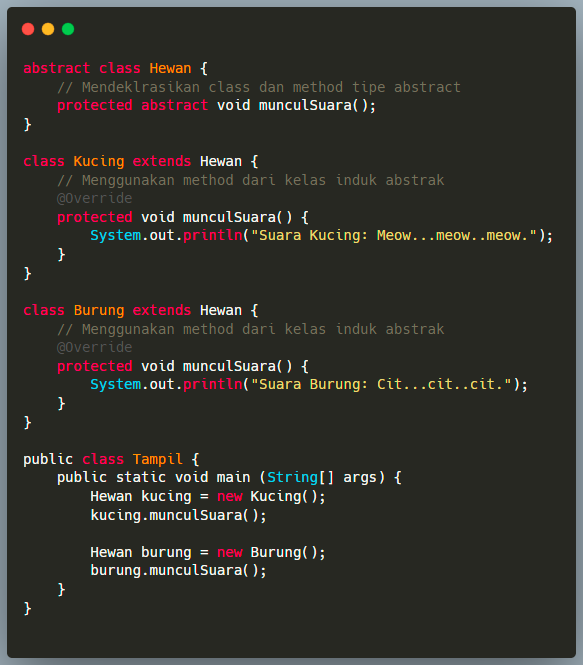 abstract class Hewan {
    // Mendeklrasikan class dan method tipe abstract
    protected abstract void munculSuara();
}

class Kucing extends Hewan {
    // Menggunakan method dari kelas induk abstrak
    @Override
    protected void munculSuara() {
        System.out.println("Suara Kucing: Meow...meow..meow.");
    }
}

class Burung extends Hewan {
    // Menggunakan method dari kelas induk abstrak
    @Override
    protected void munculSuara() {
        System.out.println("Suara Burung: Cit...cit..cit.");
    }
}

public class Tampil {
    public static void main (String[] args) {
        Hewan kucing = new Kucing();
        kucing.munculSuara();

        Hewan burung = new Burung();
        burung.munculSuara();
    }
}